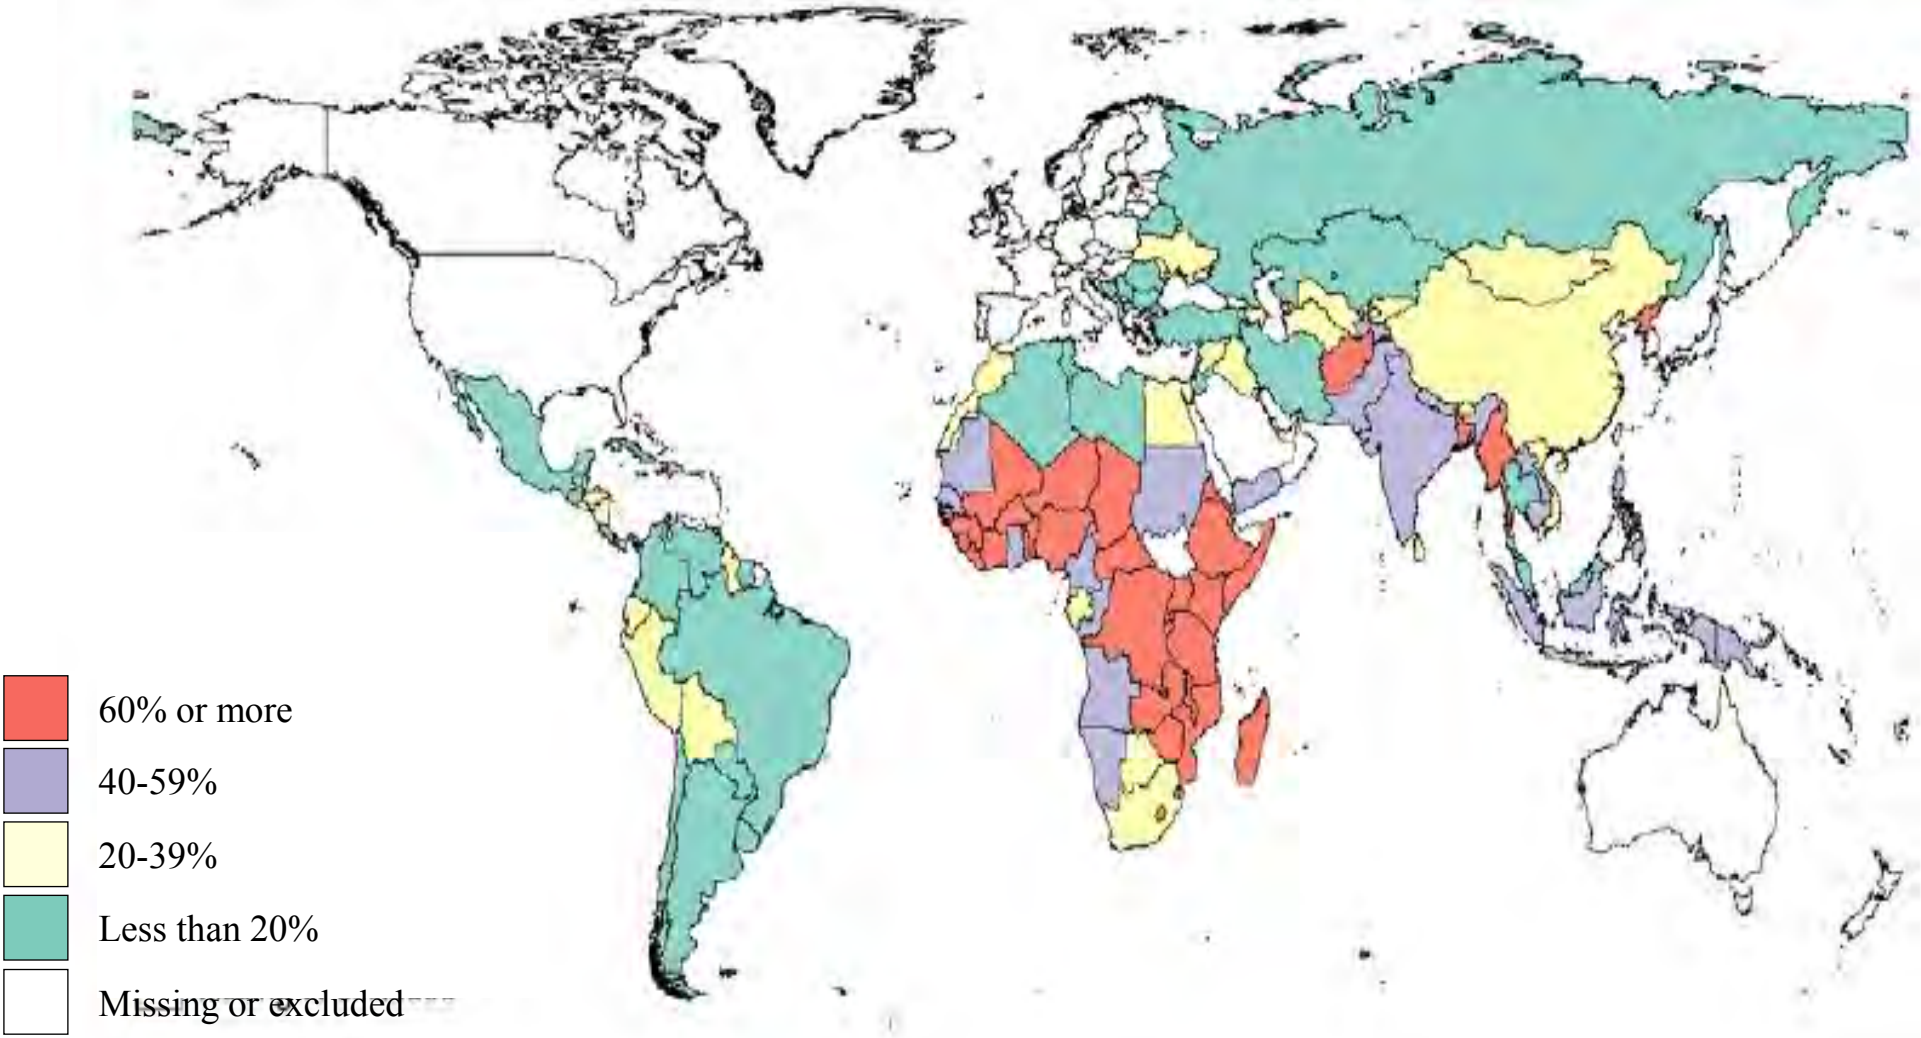 60% or more
40-59%
20-39%
Less than 20%
Missing or excluded